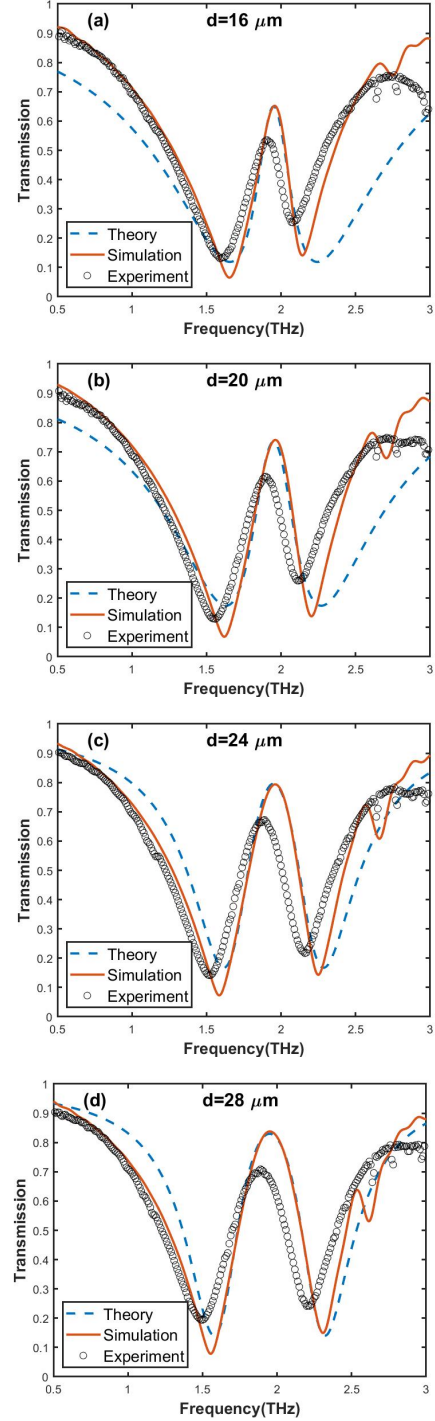 (a)
d=16 μm
1
0.9
0.8
0.7
0.6
0.5
0.4
0.3
0.2
0.1
0
Transmission
Theory
Simulation
Experiment
0.5 1 1.5 2 2.5 3
Frequency(THz)
(b)
d=20 μm
1
0.9
0.8
0.7
0.6
0.5
0.4
0.3
0.2
0.1
0
Transmission
Theory
Simulation
Experiment
0.5 1 1.5 2 2.5 3
Frequency(THz)
(c)
d=24 μm
1
0.9
0.8
0.7
0.6
0.5
0.4
0.3
0.2
0.1
0
Transmission
Theory
Simulation
Experiment
0.5 1 1.5 2 2.5 3
Frequency(THz)
(d)
d=28 μm
1
0.9
0.8
0.7
0.6
0.5
0.4
0.3
0.2
0.1
0
Transmission
Theory
Simulation
Experiment
0.5 1 1.5 2 2.5 3
Frequency(THz)